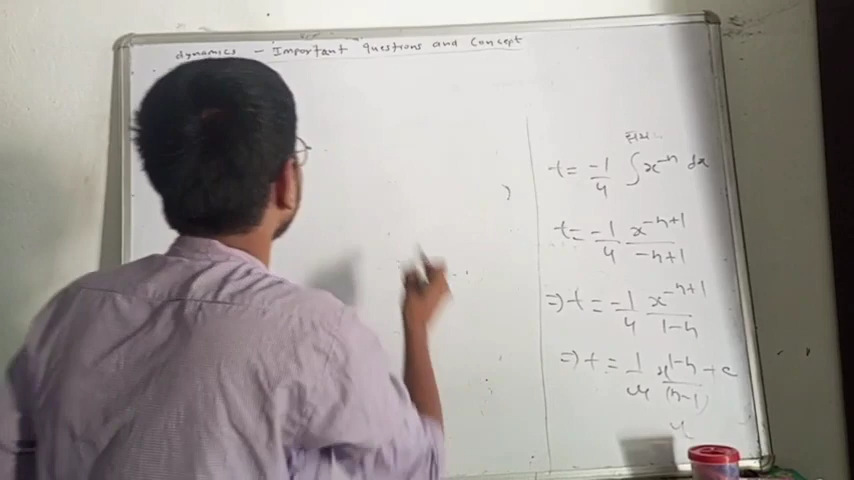 dynamics - Important questions and Concept
समय
t = -1/4 ∫ x^-n dx
t = -1/4 x^-n+1/-n+1
⇒ t = -1/4 x^-n+1/1-n
⇒ t = 1/4 x^1-n/(n-1) + c